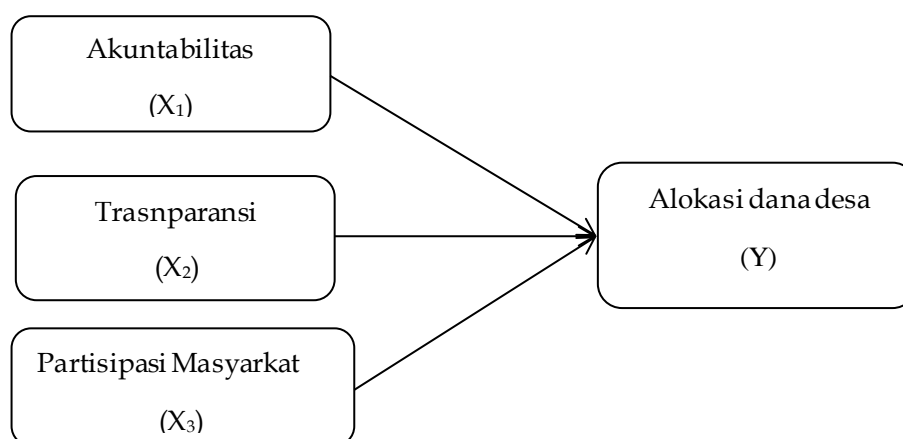 Akuntabilitas
(X₁)
Trasnparansi
(X₂)
Partisipasi Masyarkat
(X₃)
Alokasi dana desa
(Y)